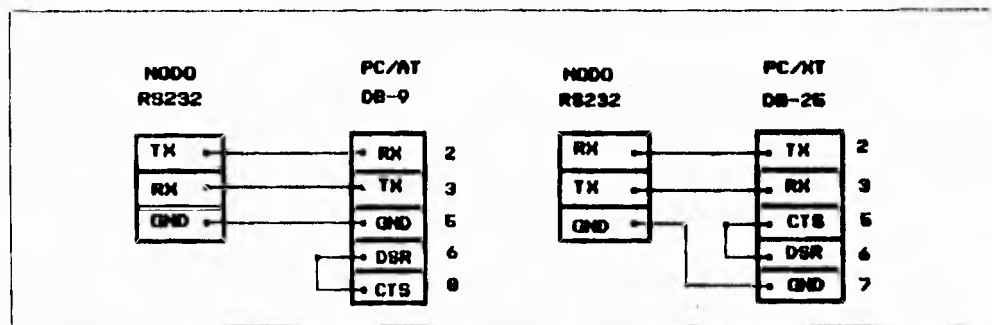 NODO
RS232
PC/AT
DB-9
TX RX 2
RX TX 3
GND GND 5
DSR 6
CTS 8
NODO
RS232
PC/XT
DB-25
RX TX 2
TX RX 3
GND CTS 5
DSR 6
GND 7